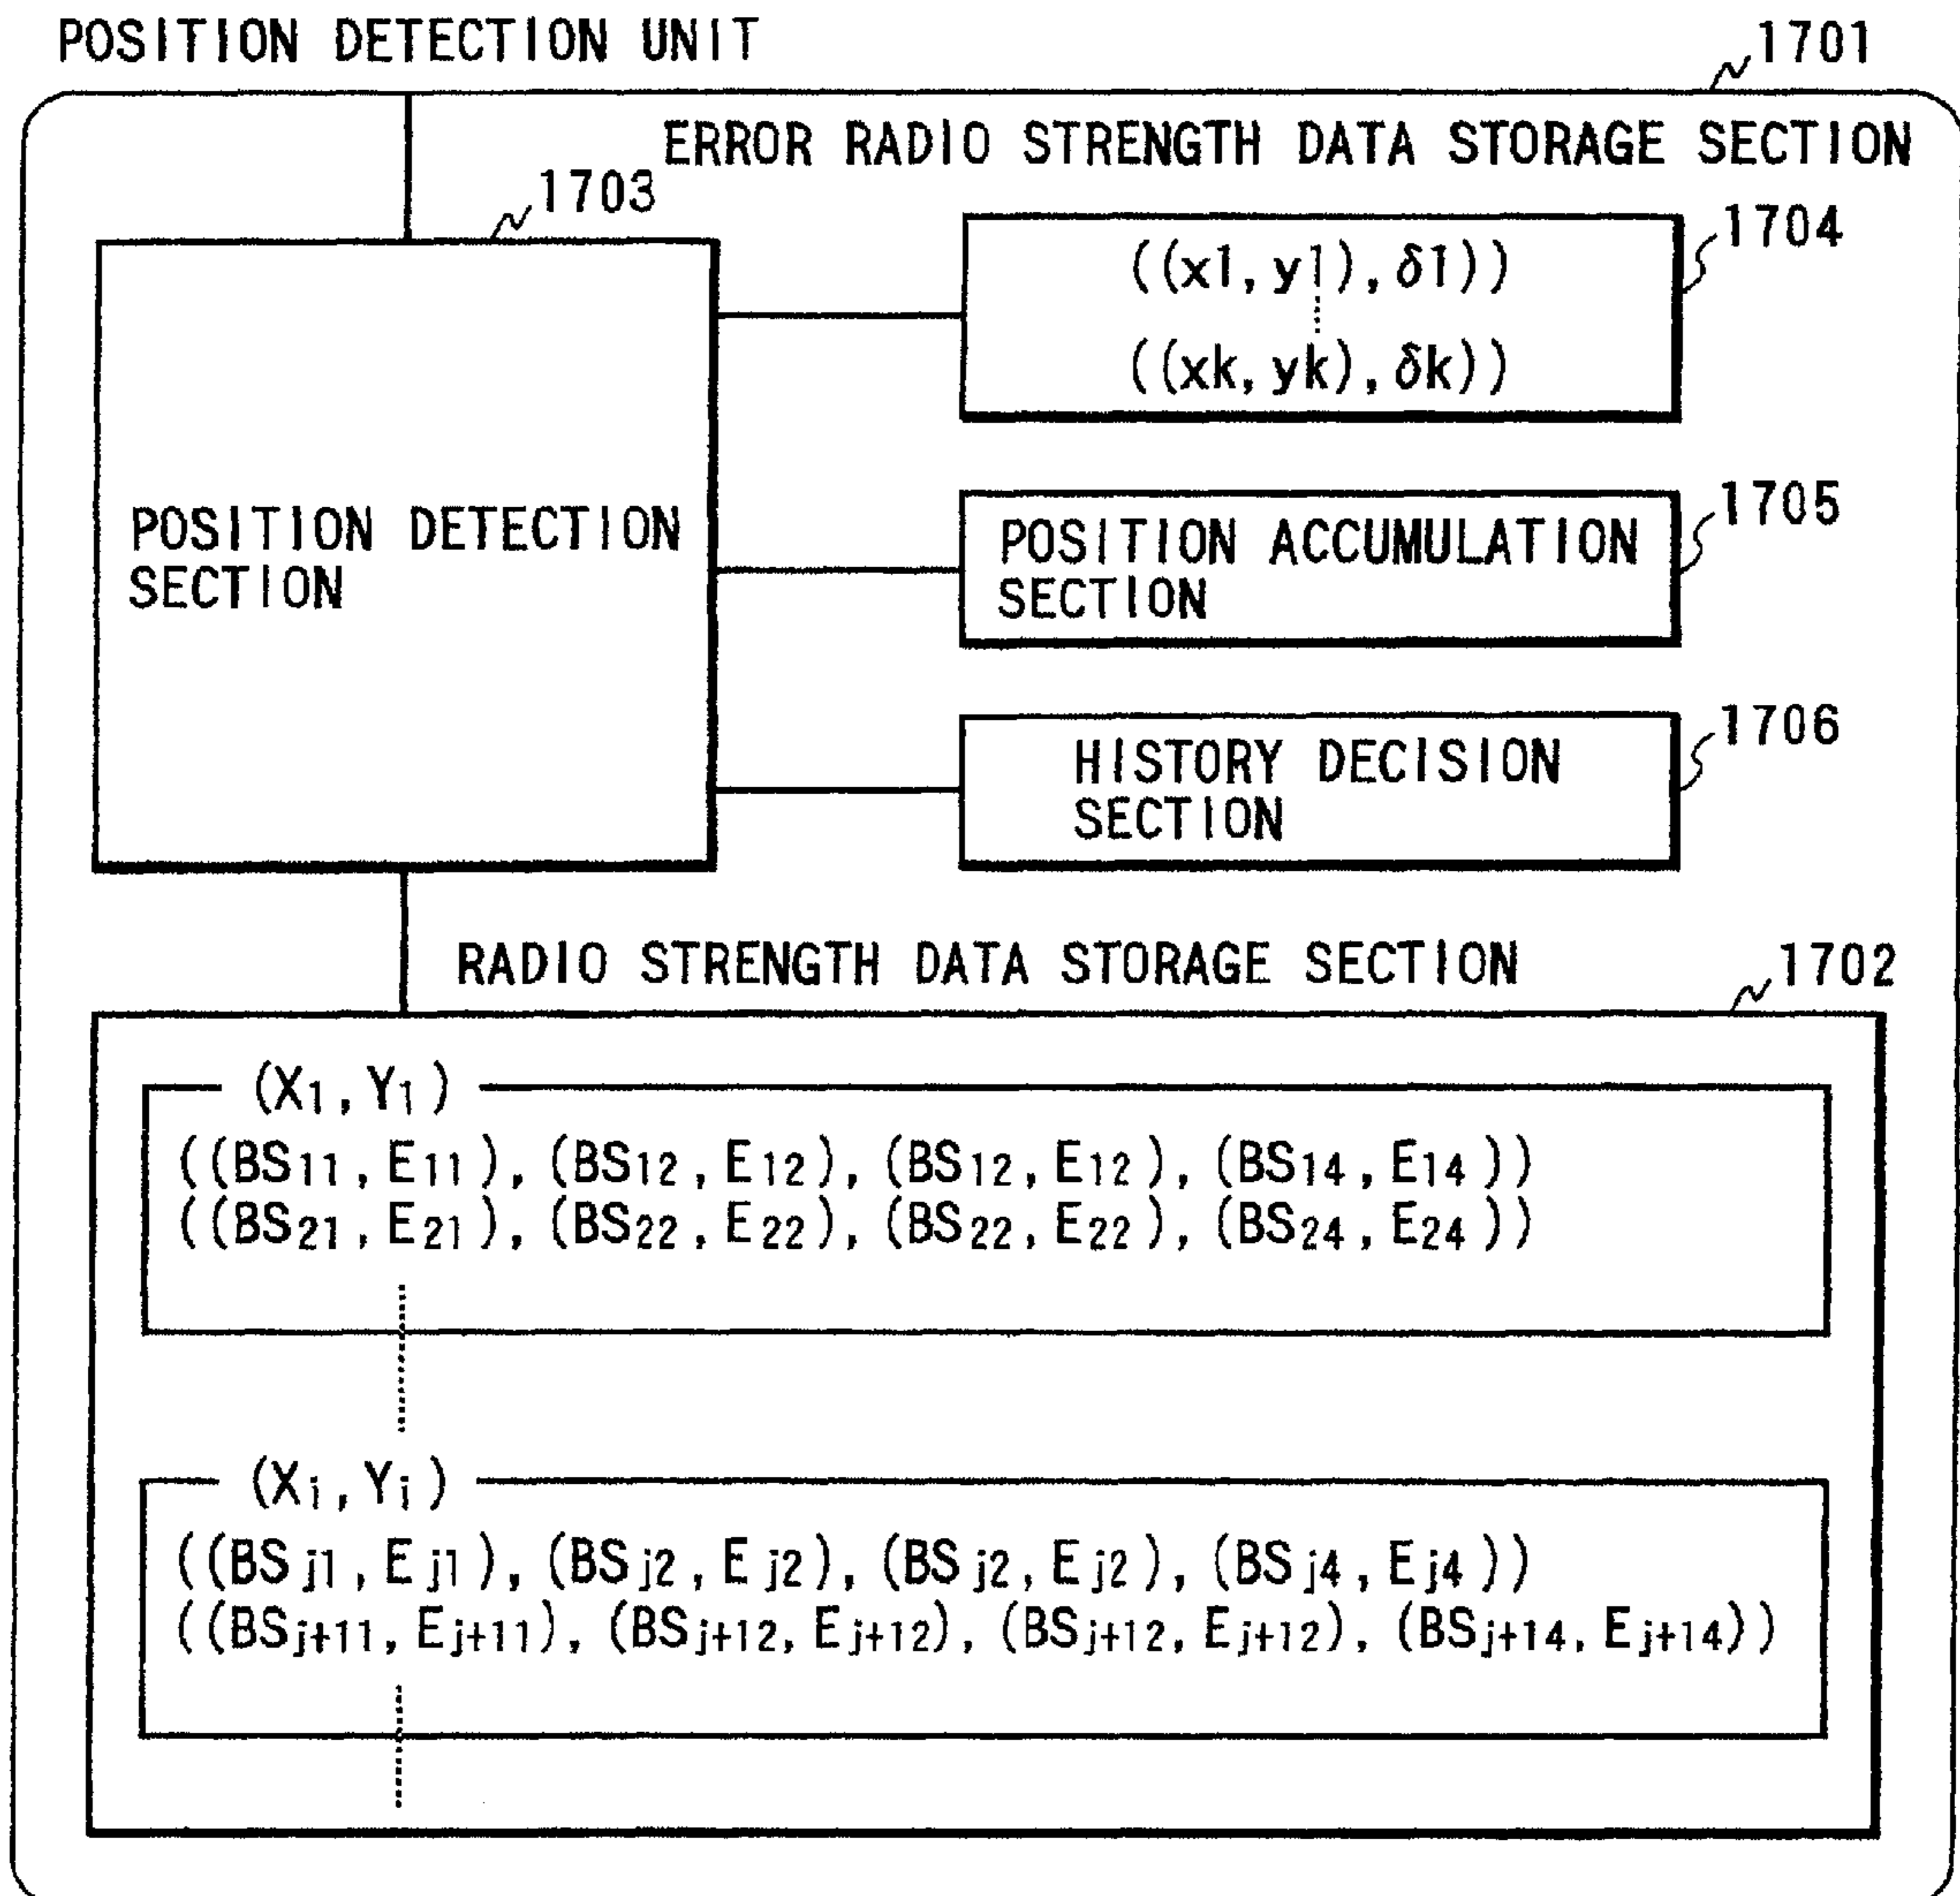 POSITION DETECTION UNIT
1701
ERROR RADIO STRENGTH DATA STORAGE SECTION
1703
1704
((x1, y1), δ1))
((xk, yk), δk))
POSITION DETECTION
SECTION
1705
POSITION ACCUMULATION
SECTION
1706
HISTORY DECISION
SECTION
RADIO STRENGTH DATA STORAGE SECTION
1702
(X1, Y1)
((BS11, E11), (BS12, E12), (BS12, E12), (BS14, E14))
((BS21, E21), (BS22, E22), (BS22, E22), (BS24, E24))
(Xi, Yi)
((BSj1, Ej1), (BSj2, Ej2), (BSj2, Ej2), (BSj4, Ej4))
((BSj+11, Ej+11), (BSj+12, Ej+12), (BSj+12, Ej+12), (BSj+14, Ej+14))